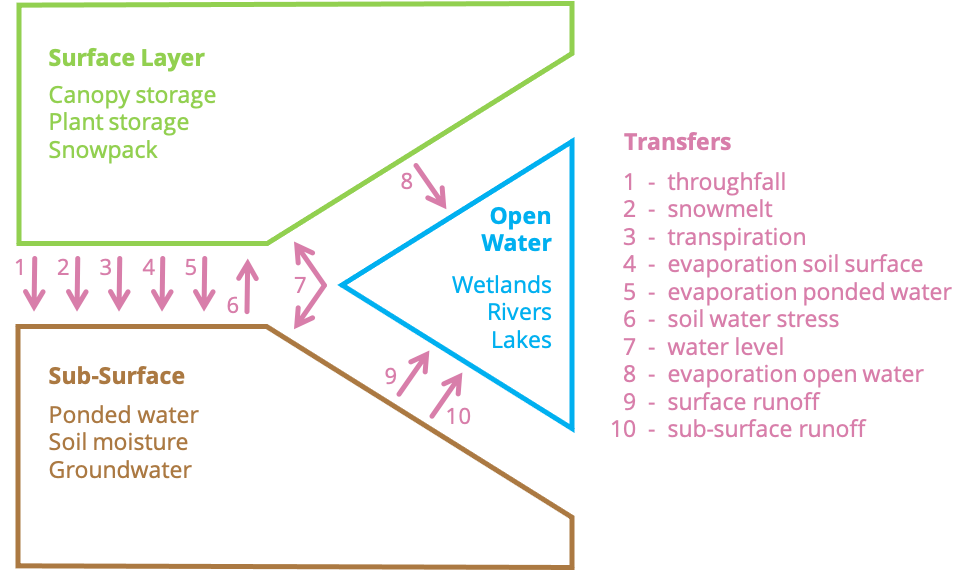 Surface Layer
Canopy storage
Plant storage
Snowpack
8
Open
Water
Wetlands
Rivers
Lakes
1
2
3
4
5
6
7
Sub-Surface
Ponded water
Soil moisture
Groundwater
9
10
Transfers
1 - throughfall
2 - snowmelt
3 - transpiration
4 - evaporation soil surface
5 - evaporation ponded water
6 - soil water stress
7 - water level
8 - evaporation open water
9 - surface runoff
10 - sub-surface runoff